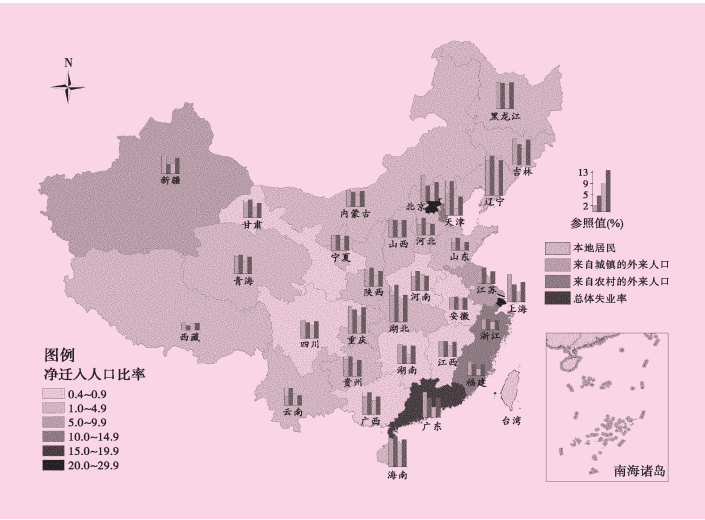 N
黑龙江
吉林
新疆
辽宁
北京
天津
内蒙古
甘肃
河北
山西
宁夏
山东
青海
陕西
河南
江苏
上海
安徽
湖北
西藏
四川
重庆
浙江
江西
湖南
贵州
福建
云南
广西
广东
台湾
海南
13
9
5
2
参照值(%)
本地居民
来自城镇的外来人口
来自农村的外来人口
总体失业率
图例
净迁入人口比率
0.4~0.9
1.0~4.9
5.0~9.9
10.0~14.9
15.0~19.9
20.0~29.9
南海诸岛